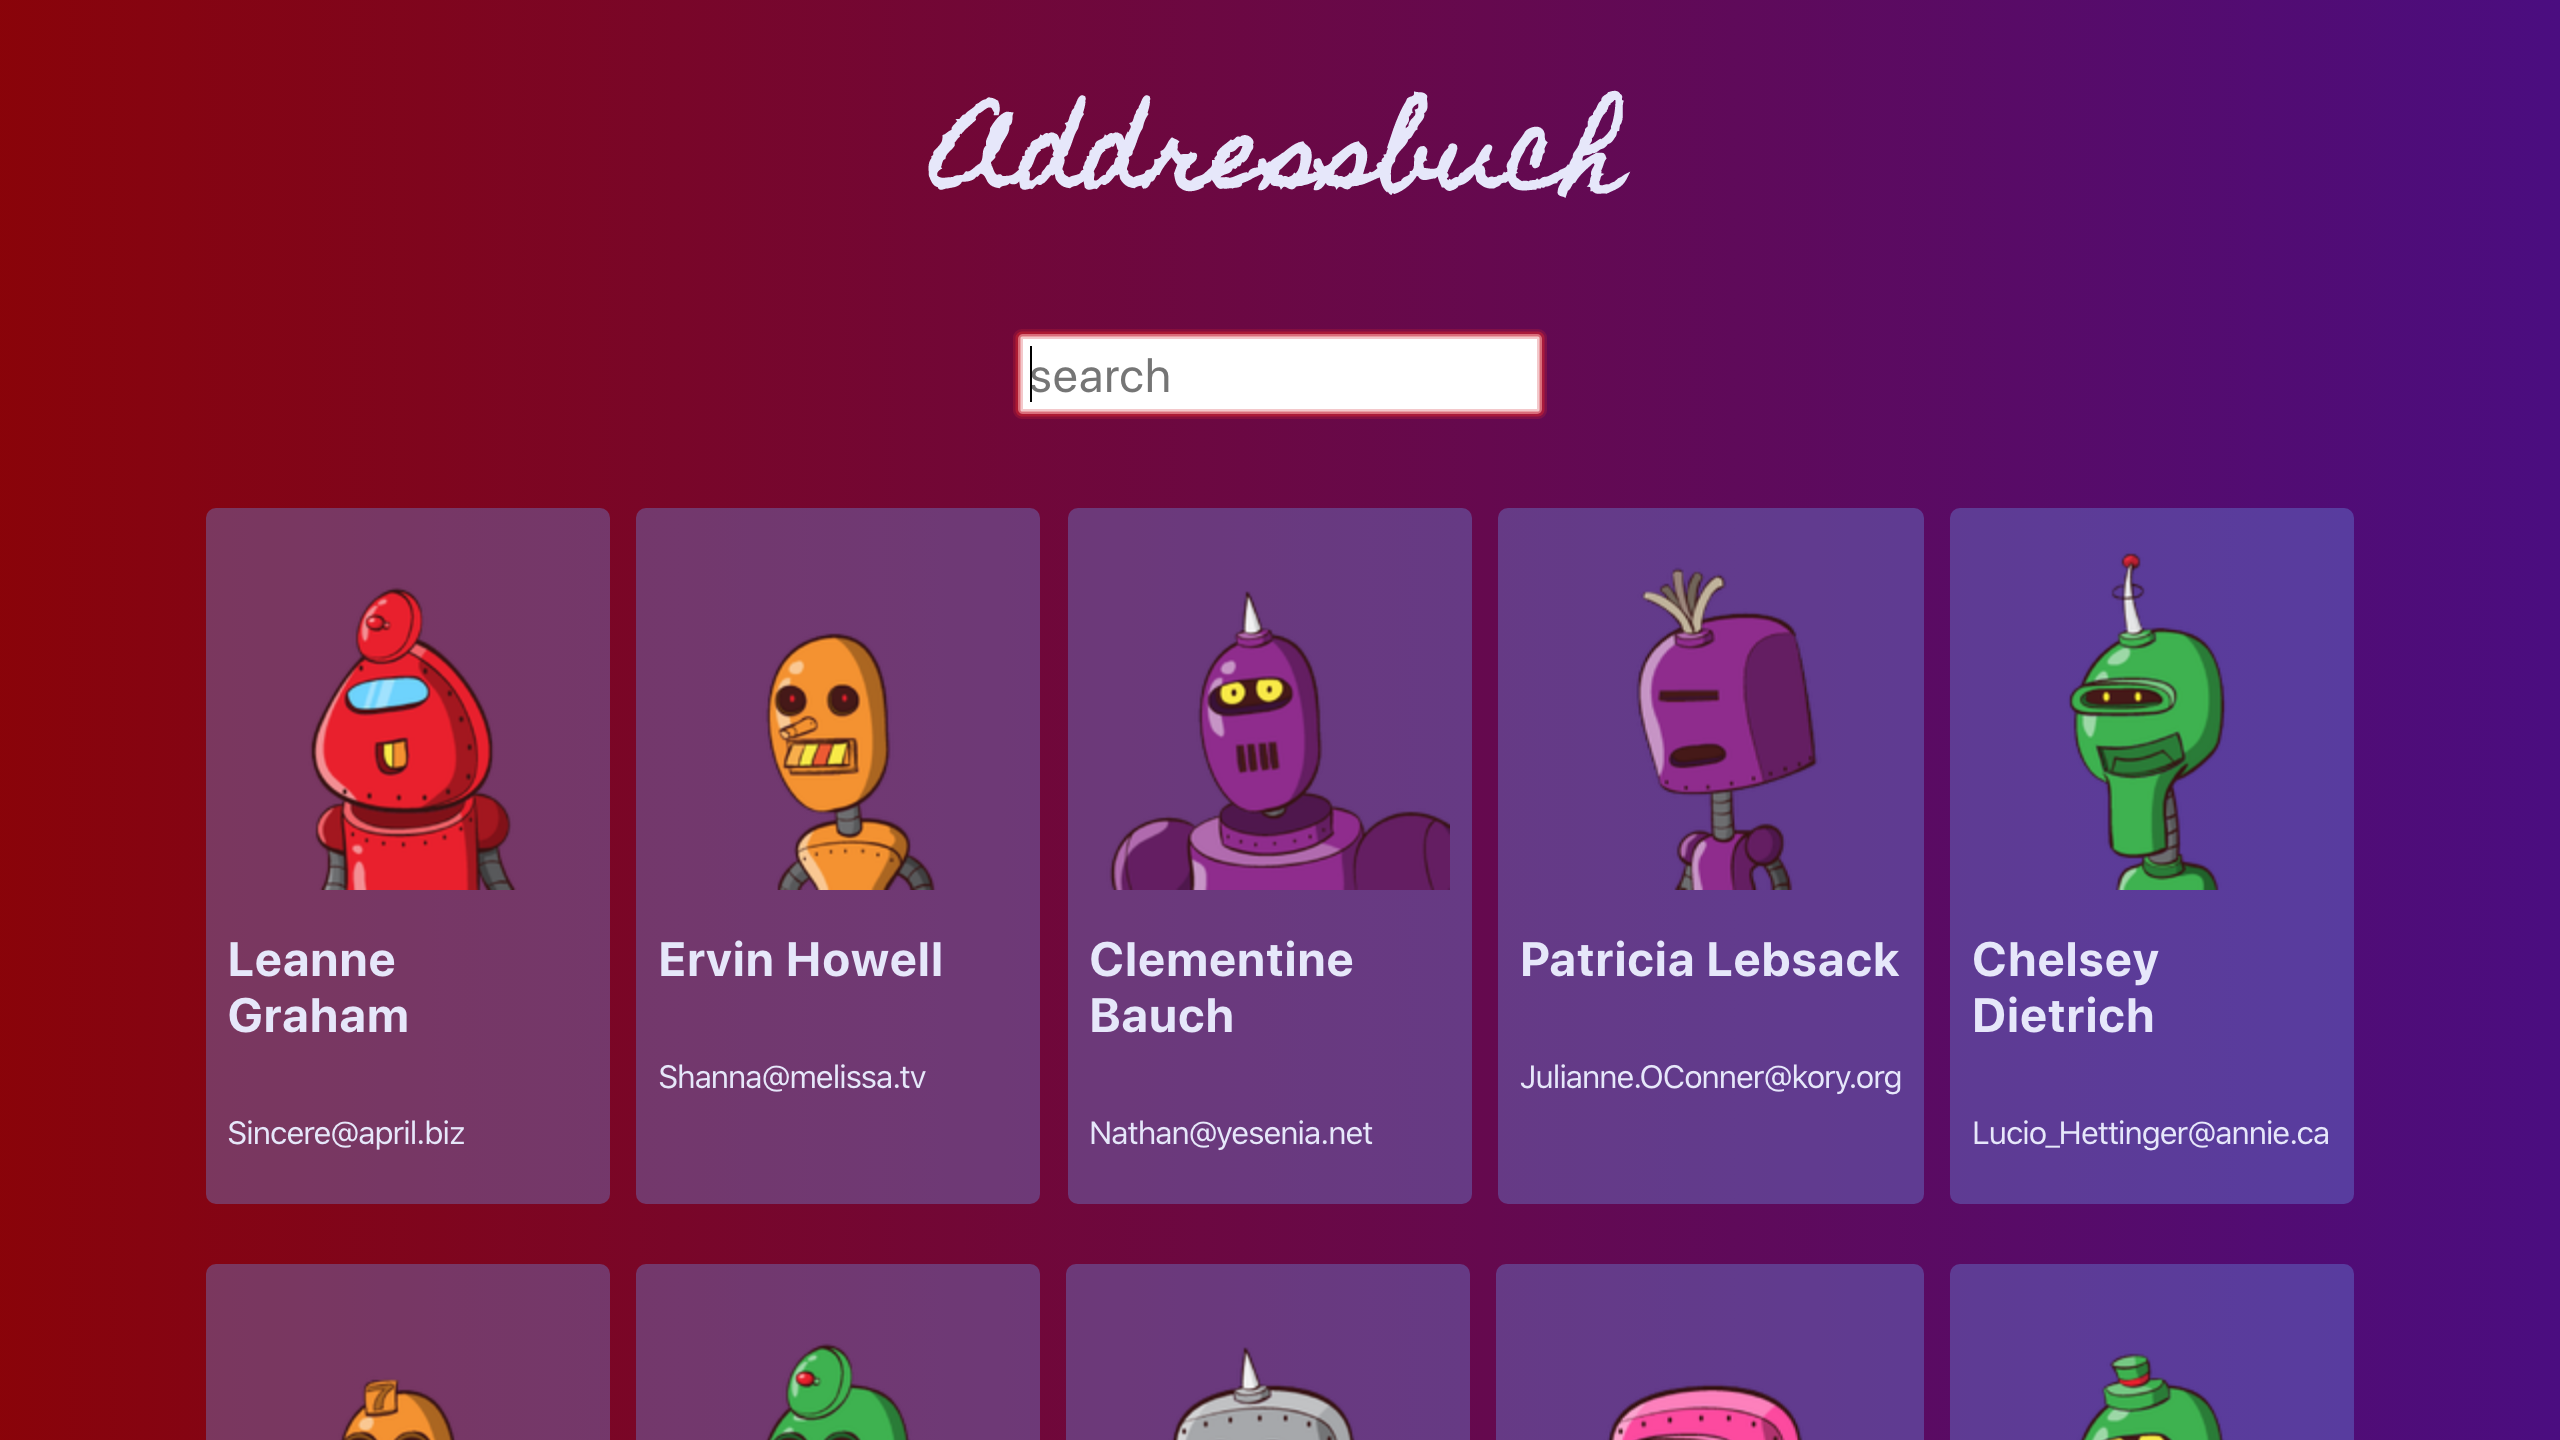 Addressbuch
search
Leanne
Graham
Sincere@april.biz
Ervin Howell
Shanna@melissa.tv
Clementine
Bauch
Nathan@yesenia.net
Patricia Lebsack
Julianne.OConner@kory.org
Chelsey
Dietrich
Lucio_Hettinger@annie.ca
7